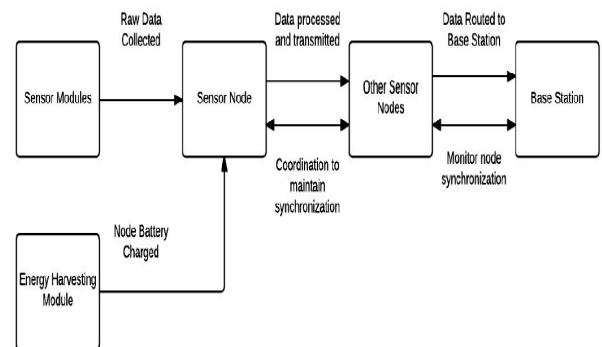 Raw Data
Collected
Data processed
and transmitted
Data Routed to
Base Station
Sensor Modules
Sensor Node
Other Sensor
Nodes
Base Station
Coordination to
maintain
synchronization
Monitor node
synchronization
Node Battery
Charged
Energy Harvesting
Module